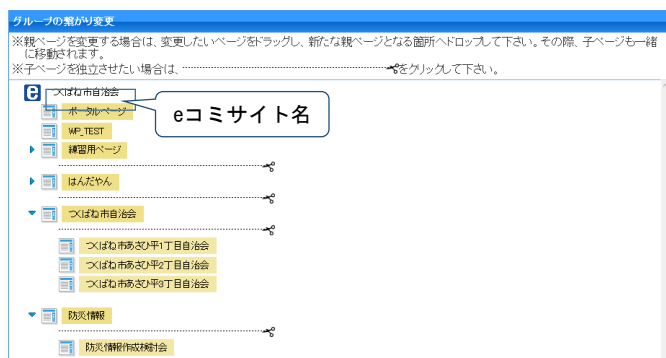 グループの繋がり変更
※親ページを変更する場合は、変更したいページをドラッグし、新たな親ページとなる箇所へドロップして下さい。その際、子ページも一緒
に移動されます。
※子ページを独立させたい場合は、をクリックして下さい。
つくばね市自治会
eコミサイト名
ポータルページ
WP_TEST
練習用ページ
はんだやん
つくばね市自治会
つくばね市あさひ平1丁目自治会
つくばね市あさひ平2丁目自治会
つくばね市あさひ平3丁目自治会
防災情報
防災情報作成検討会